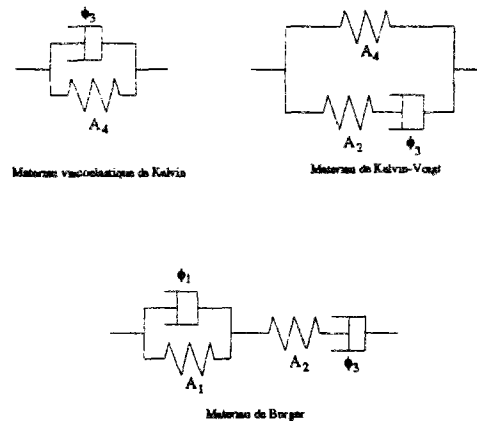 ϕ3
A4
Materiau viscoelastique de Kelvin
A4
A2
ϕ3
Materiau de Kelvin-Voigt
ϕ1
A1
A2
ϕ3
Materiau de Burger